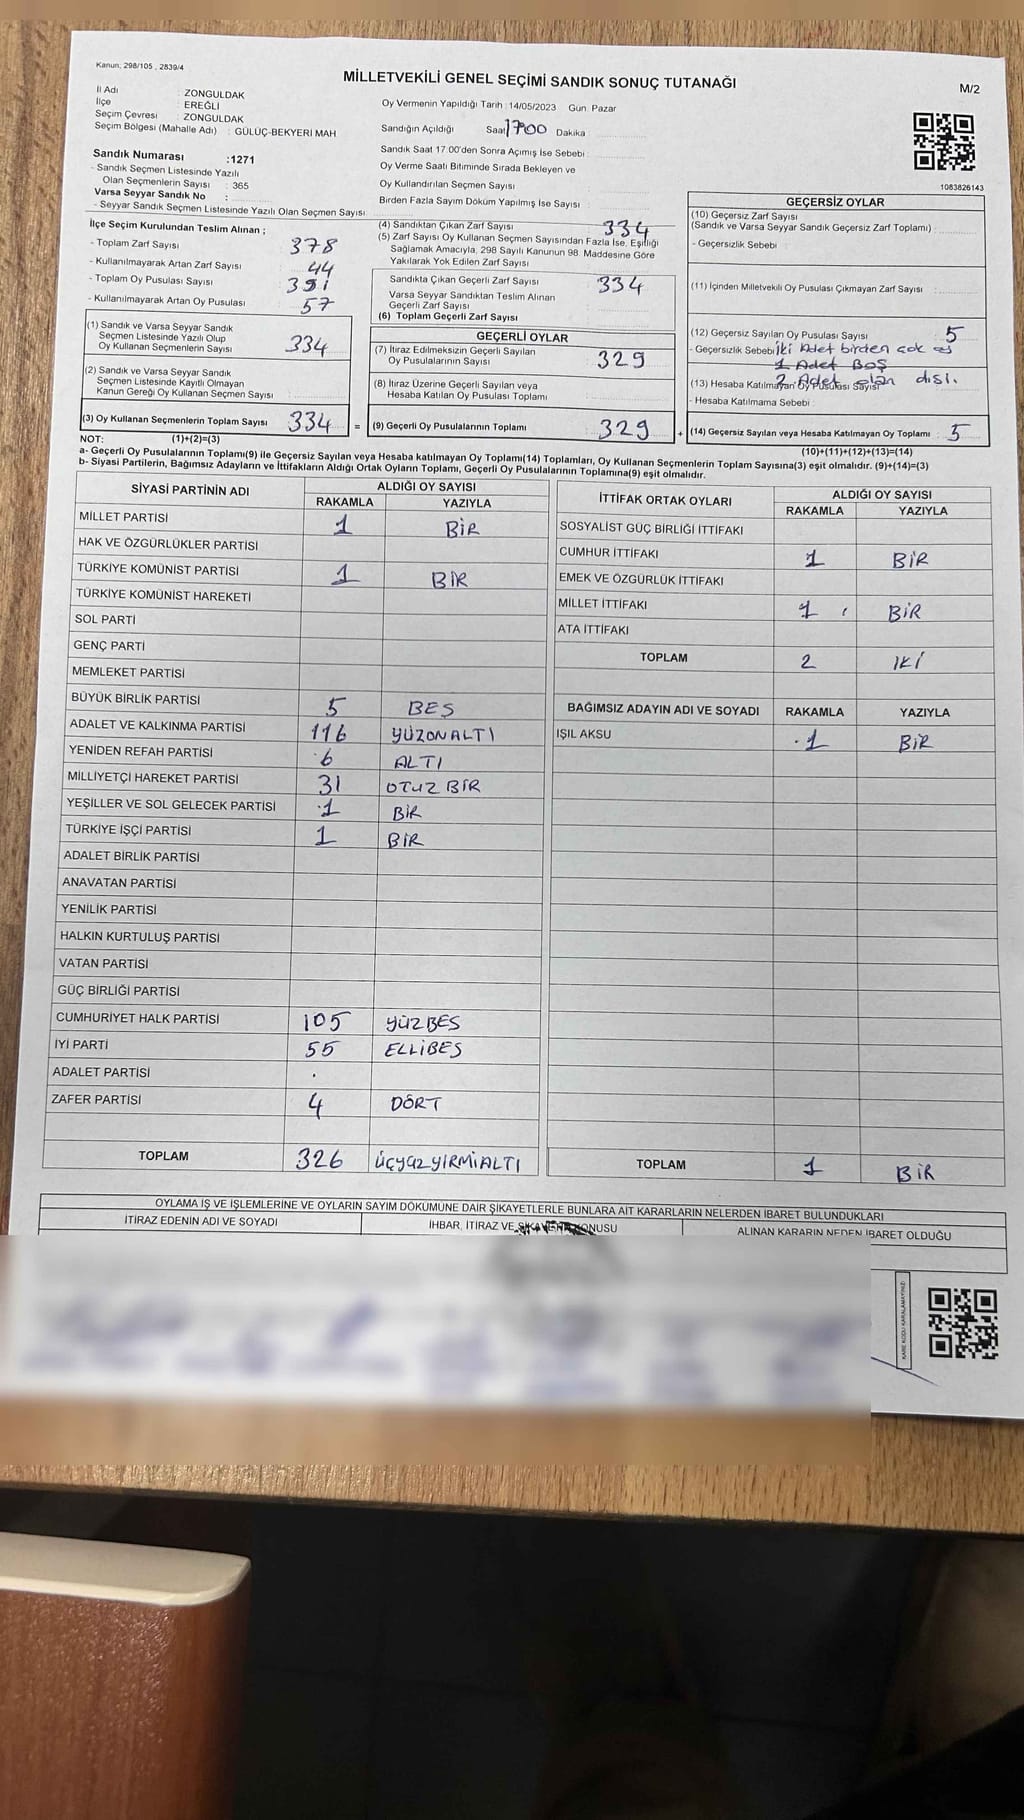 Kanun, 298/105 , 2839/4
MİLLETVEKİLİ GENEL SEÇİMİ SANDIK SONUÇ TUTANAĞI
M/2
İl Adı : ZONGULDAK
İlçe : EREĞLİ
Seçim Çevresi : ZONGULDAK
Seçim Bölgesi (Mahalle Adı) : GÜLÜÇ-BEKYERİ MAH
Sandık Numarası :1271
- Sandık Seçmen Listesinde Yazılı
Olan Seçmenlerin Sayısı : 365
Varsa Seyyar Sandık No :
- Seyyar Sandık Seçmen Listesinde Yazılı Olan Seçmen Sayısı
Oy Vermenin Yapıldığı Tarih : 14/05/2023 Gün: Pazar
Sandığın Açıldığı Saat 1700 Dakika :
Sandık Saat 17:00'den Sonra Açımış İse Sebebi :
Oy Verme Saati Bitiminde Sırada Bekleyen ve
Oy Kullandırılan Seçmen Sayısı :
Birden Fazla Sayım Döküm Yapılmış İse Sayısı :
1083826143
İlçe Seçim Kurulundan Teslim Alınan ;
- Toplam Zarf Sayısı 378
- Kullanılmayarak Artan Zarf Sayısı 44
- Toplam Oy Pusulası Sayısı 391
- Kullanılmayarak Artan Oy Pusulası 57
(1) Sandık ve Varsa Seyyar Sandık
Seçmen Listesinde Yazılı Olup
Oy Kullanan Seçmenlerin Sayısı 334
(2) Sandık ve Varsa Seyyar Sandık
Seçmen Listesinde Kayıtlı Olmayan
Kanun Gereği Oy Kullanan Seçmen Sayısı :
(3) Oy Kullanan Seçmenlerin Toplam Sayısı 334 =
(4) Sandıktan Çıkan Zarf Sayısı 334
(5) Zarf Sayısı Oy Kullanan Seçmen Sayısından Fazla İse, Eşitliği
Sağlamak Amacıyla, 298 Sayılı Kanunun 98. Maddesine Göre
Yakılarak Yok Edilen Zarf Sayısı
Sandıkta Çıkan Geçerli Zarf Sayısı 334
Varsa Seyyar Sandıktan Teslim Alınan
Geçerli Zarf Sayısı
(6) Toplam Geçerli Zarf Sayısı
GEÇERLİ OYLAR
(7) İtiraz Edilmeksizin Geçerli Sayılan
Oy Pusulalarının Sayısı 329
(8) İtiraz Üzerine Geçerli Sayılan veya
Hesaba Katılan Oy Pusulası Toplamı
(9) Geçerli Oy Pusulalarının Toplamı 329 +
GEÇERSİZ OYLAR
(10) Geçersiz Zarf Sayısı
(Sandık ve Varsa Seyyar Sandık Geçersiz Zarf Toplamı) :
- Geçersizlik Sebebi :
(11) İçinden Milletvekili Oy Pusulası Çıkmayan Zarf Sayısı :
(12) Geçersiz Sayılan Oy Pusulası Sayısı 5
- Geçersizlik Sebebi İki Adet birden çok oy
1 Adet BOŞ
2 Adet alan dışı.
(13) Hesaba Katılmayan Oy Pusulası Sayısı
- Hesaba Katılmama Sebebi :
(14) Geçersiz Sayılan veya Hesaba Katılmayan Oy Toplamı : 5
NOT: (1)+(2)=(3)
(10)+(11)+(12)+(13)=(14)
a- Geçerli Oy Pusulalarının Toplamı(9) ile Geçersiz Sayılan veya Hesaba katılmayan Oy Toplamı(14) Toplamları, Oy Kullanan Seçmenlerin Toplam Sayısına(3) eşit olmalıdır. (9)+(14)=(3)
b- Siyasi Partilerin, Bağımsız Adayların ve İttifakların Aldığı Ortak Oyların Toplamı, Geçerli Oy Pusulalarının Toplamına(9) eşit olmalıdır.
SİYASİ PARTİNİN ADI
ALDIĞI OY SAYISI
RAKAMLA YAZIYLA
MİLLET PARTİSİ 1 BİR
HAK VE ÖZGÜRLÜKLER PARTİSİ
TÜRKİYE KOMÜNİST PARTİSİ 1 BİR
TÜRKİYE KOMÜNİST HAREKETİ
SOL PARTİ
GENÇ PARTİ
MEMLEKET PARTİSİ
BÜYÜK BİRLİK PARTİSİ 5 BES
ADALET VE KALKINMA PARTİSİ 116 YÜZONALTI
YENİDEN REFAH PARTİSİ 6 ALTI
MİLLİYETÇİ HAREKET PARTİSİ 31 OTUZ BİR
YEŞİLLER VE SOL GELECEK PARTİSİ 1 BİR
TÜRKİYE İŞÇİ PARTİSİ 1 BİR
ADALET BİRLİK PARTİSİ
ANAVATAN PARTİSİ
YENİLİK PARTİSİ
HALKIN KURTULUŞ PARTİSİ
VATAN PARTİSİ
GÜÇ BİRLİĞİ PARTİSİ
CUMHURİYET HALK PARTİSİ 105 YÜZBES
İYİ PARTİ 55 ELLİBES
ADALET PARTİSİ
ZAFER PARTİSİ 4 DÖRT
TOPLAM 326 ÜÇYÜZYİRMİALTI
İTTİFAK ORTAK OYLARI
ALDIĞI OY SAYISI
RAKAMLA YAZIYLA
SOSYALİST GÜÇ BİRLİĞİ İTTİFAKI
CUMHUR İTTİFAKI 1 BİR
EMEK VE ÖZGÜRLÜK İTTİFAKI
MİLLET İTTİFAKI 1 BİR
ATA İTTİFAKI
TOPLAM 2 İKİ
BAĞIMSIZ ADAYIN ADI VE SOYADI RAKAMLA YAZIYLA
IŞIL AKSU 1 BİR
TOPLAM 1 BİR
OYLAMA İŞ VE İŞLEMLERİNE VE OYLARIN SAYIM DÖKÜMÜNE DAİR ŞİKAYETLERLE BUNLARA AİT KARARLARIN NELERDEN İBARET BULUNDUKLARI
İTİRAZ EDENİN ADI VE SOYADI
İHBAR, İTİRAZ VE ŞİKAYETİN KONUSU
ALINAN KARARIN NEDEN İBARET OLDUĞU
KARE KODU KARALAMAYINIZ